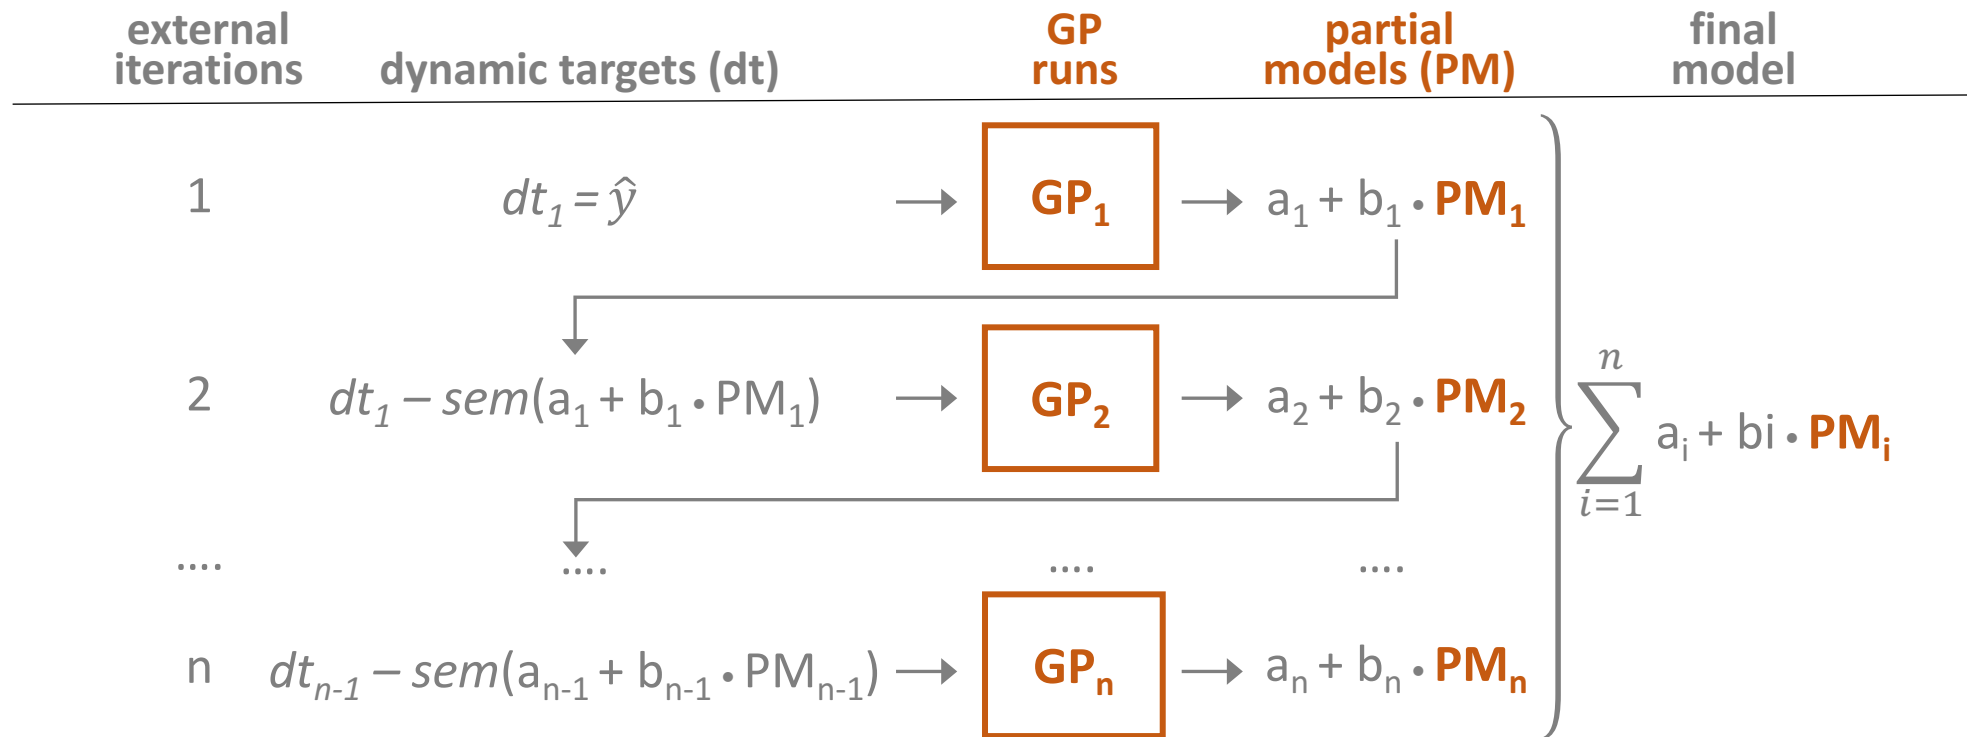 external iterations
dynamic targets (dt)
GP runs
partial models (PM)
final model
1
dt₁ = ŷ
GP₁
a₁ + b₁ • PM₁
2
dt₁ – sem(a₁ + b₁ • PM₁)
GP₂
a₂ + b₂ • PM₂
.... .... .... ....
n
dtₙ₋₁ – sem(aₙ₋₁ + bₙ₋₁ • PMₙ₋₁)
GPₙ
aₙ + bₙ • PMₙ
n
∑ aᵢ + bi • PMᵢ
i=1